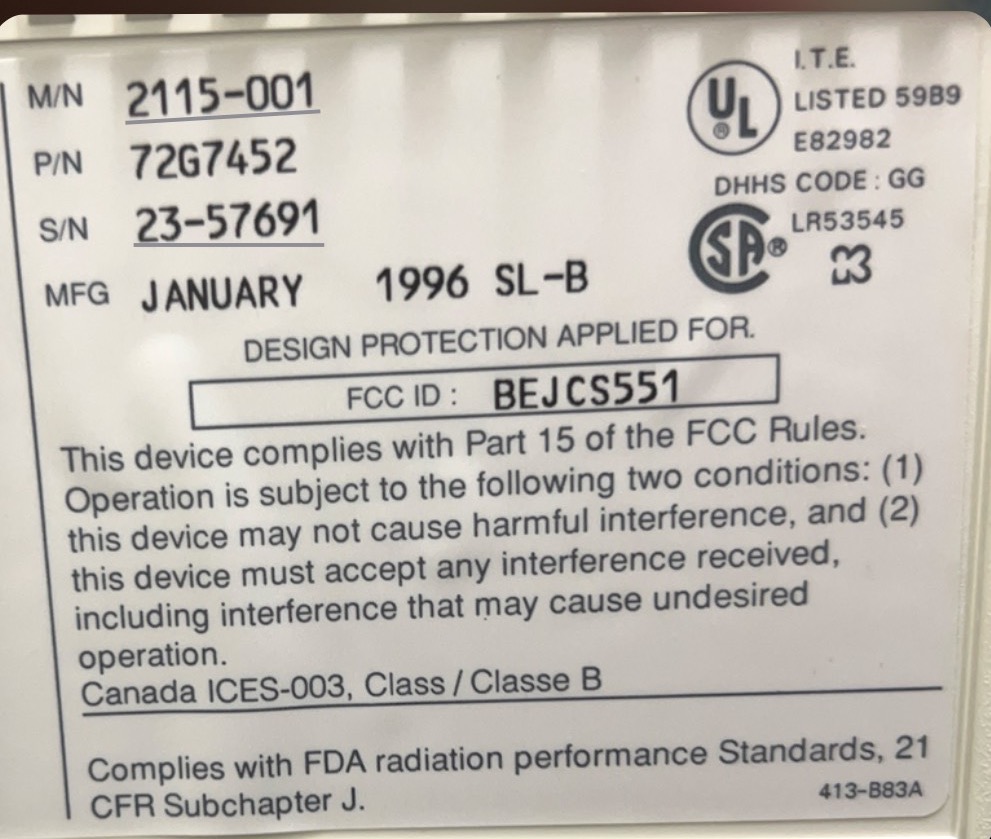 M/N 2115-001
P/N 72G7452
S/N 23-57691
MFG JANUARY 1996 SL-B
UL ®
I.T.E.
LISTED 59B9
E82982
DHHS CODE : GG
SA ® LR53545
DESIGN PROTECTION APPLIED FOR.
FCC ID : BEJCS551
This device complies with Part 15 of the FCC Rules.
Operation is subject to the following two conditions: (1)
this device may not cause harmful interference, and (2)
this device must accept any interference received,
including interference that may cause undesired
operation.
Canada ICES-003, Class / Classe B
Complies with FDA radiation performance Standards, 21
CFR Subchapter J.
413-B83A